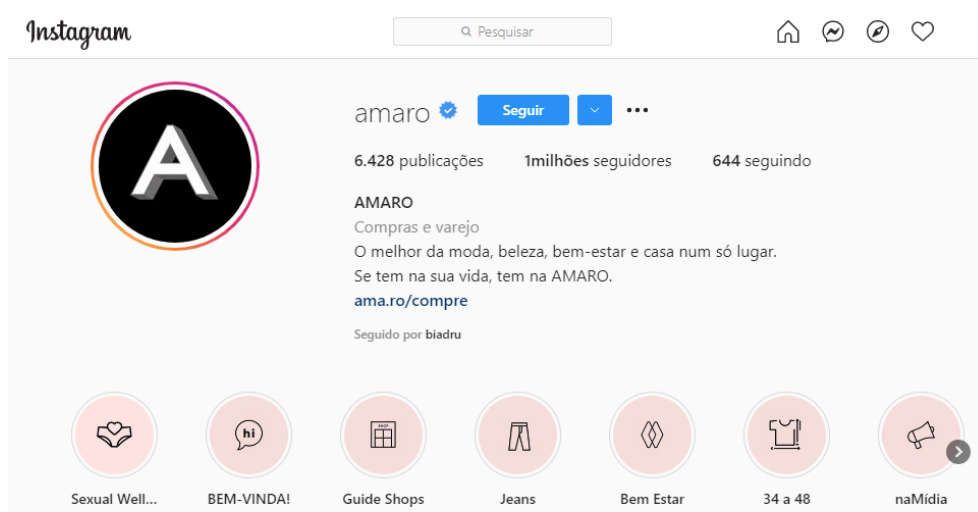 Instagram
Pesquisar
A
amaro Seguir
6.428 publicações 1milhões seguidores 644 seguindo
AMARO
Compras e varejo
O melhor da moda, beleza, bem-estar e casa num só lugar.
Se tem na sua vida, tem na AMARO.
ama.ro/compre
Seguido por biadru
hi
SHOP
Sexual Well... BEM-VINDA! Guide Shops Jeans Bem Estar 34 a 48 naMídia